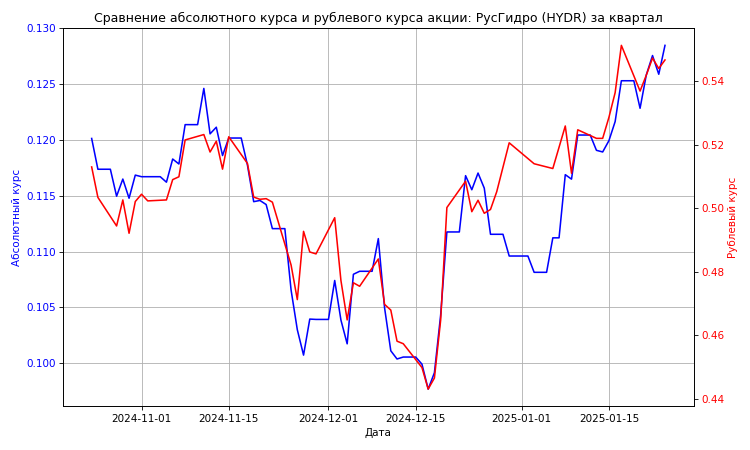 Сравнение абсолютного курса и рублевого курса акции: РусГидро (HYDR) за квартал
0.130
0.125
0.120
0.115
0.110
0.105
0.100
Абсолютный курс
0.54
0.52
0.50
0.48
0.46
0.44
Рублевый курс
2024-11-01 2024-11-15 2024-12-01 2024-12-15 2025-01-01 2025-01-15
Дата